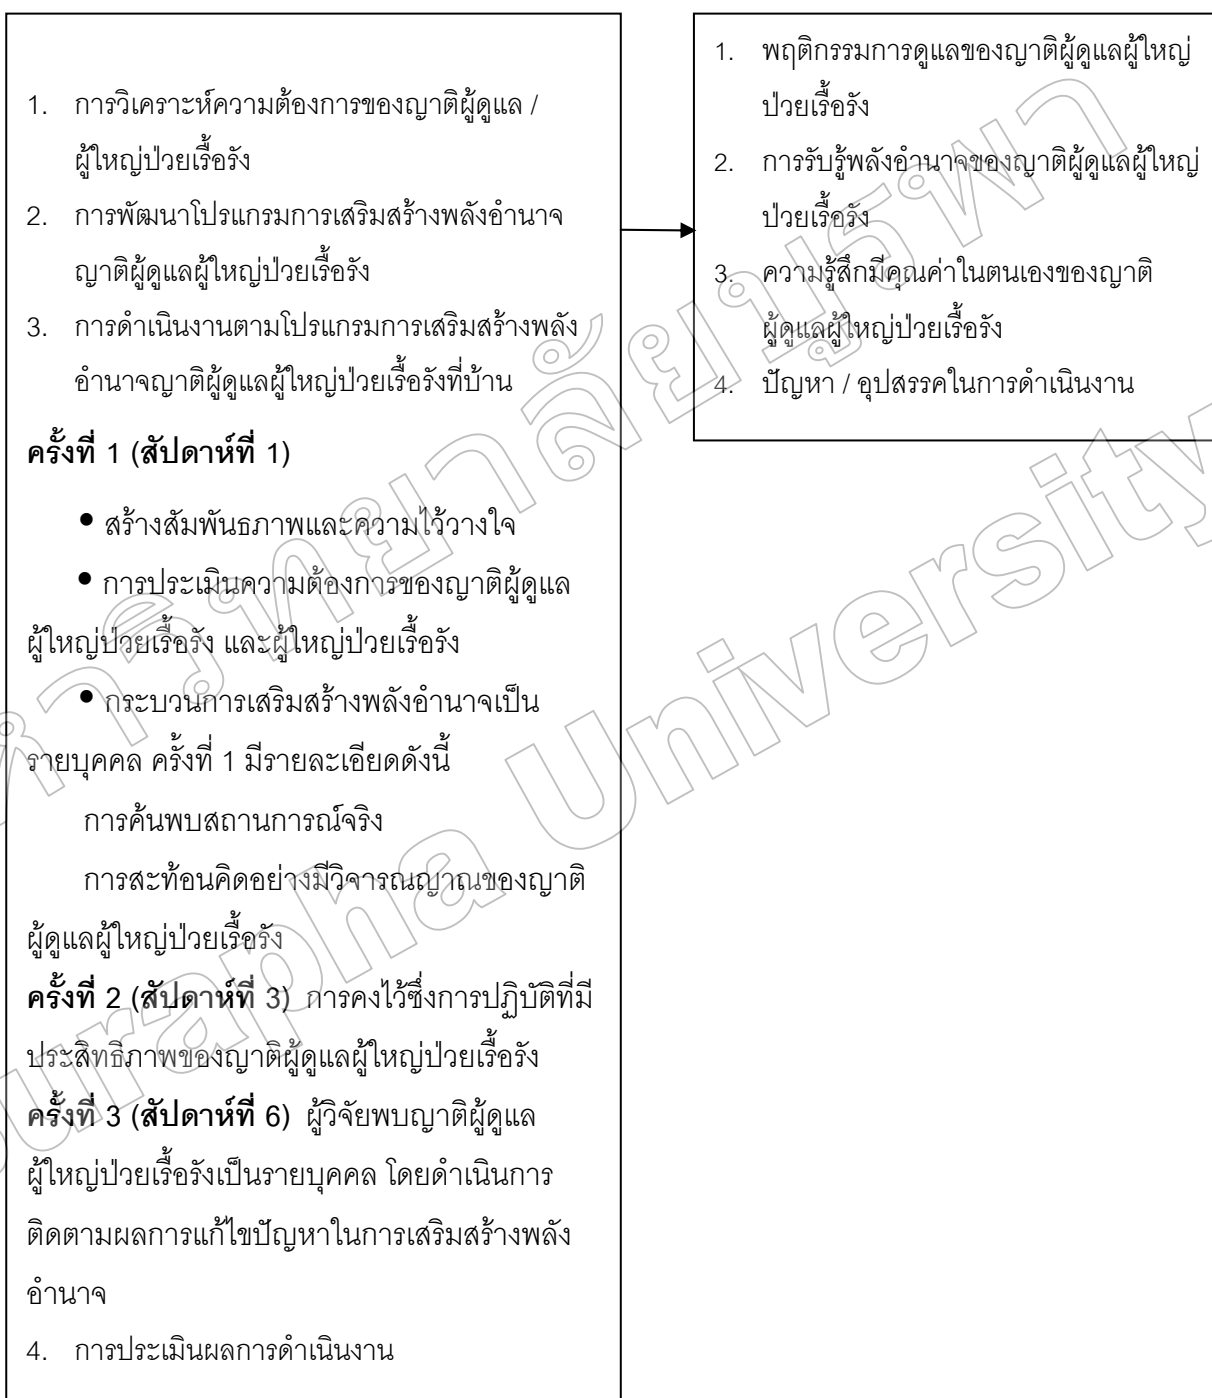 1. การวิเคราะห์ความต้องการของญาติผู้ดูแล /
ผู้ใหญ่ป่วยเรื้อรัง
2. การพัฒนาโปรแกรมการเสริมสร้างพลังอำนาจ
ญาติผู้ดูแลผู้ใหญ่ป่วยเรื้อรัง
3. การดำเนินงานตามโปรแกรมการเสริมสร้างพลัง
อำนาจญาติผู้ดูแลผู้ใหญ่ป่วยเรื้อรังที่บ้าน
ครั้งที่ 1 (สัปดาห์ที่ 1)
• สร้างสัมพันธภาพและความไว้วางใจ
• การประเมินความต้องการของญาติผู้ดูแล
ผู้ใหญ่ป่วยเรื้อรัง และผู้ใหญ่ป่วยเรื้อรัง
• กระบวนการเสริมสร้างพลังอำนาจเป็น
รายบุคคล ครั้งที่ 1 มีรายละเอียดดังนี้
การค้นพบสถานการณ์จริง
การสะท้อนคิดอย่างมีวิจารณญาณของญาติ
ผู้ดูแลผู้ใหญ่ป่วยเรื้อรัง
ครั้งที่ 2 (สัปดาห์ที่ 3) การคงไว้ซึ่งการปฏิบัติที่มี
ประสิทธิภาพของญาติผู้ดูแลผู้ใหญ่ป่วยเรื้อรัง
ครั้งที่ 3 (สัปดาห์ที่ 6) ผู้วิจัยพบญาติผู้ดูแล
ผู้ใหญ่ป่วยเรื้อรังเป็นรายบุคคล โดยดำเนินการ
ติดตามผลการแก้ไขปัญหาในการเสริมสร้างพลัง
อำนาจ
4. การประเมินผลการดำเนินงาน
1. พฤติกรรมการดูแลของญาติผู้ดูแลผู้ใหญ่
ป่วยเรื้อรัง
2. การรับรู้พลังอำนาจของญาติผู้ดูแลผู้ใหญ่
ป่วยเรื้อรัง
3. ความรู้สึกมีคุณค่าในตนเองของญาติ
ผู้ดูแลผู้ใหญ่ป่วยเรื้อรัง
4. ปัญหา / อุปสรรคในการดำเนินงาน
หาวิทยาลัยบูรพา
Burapha University